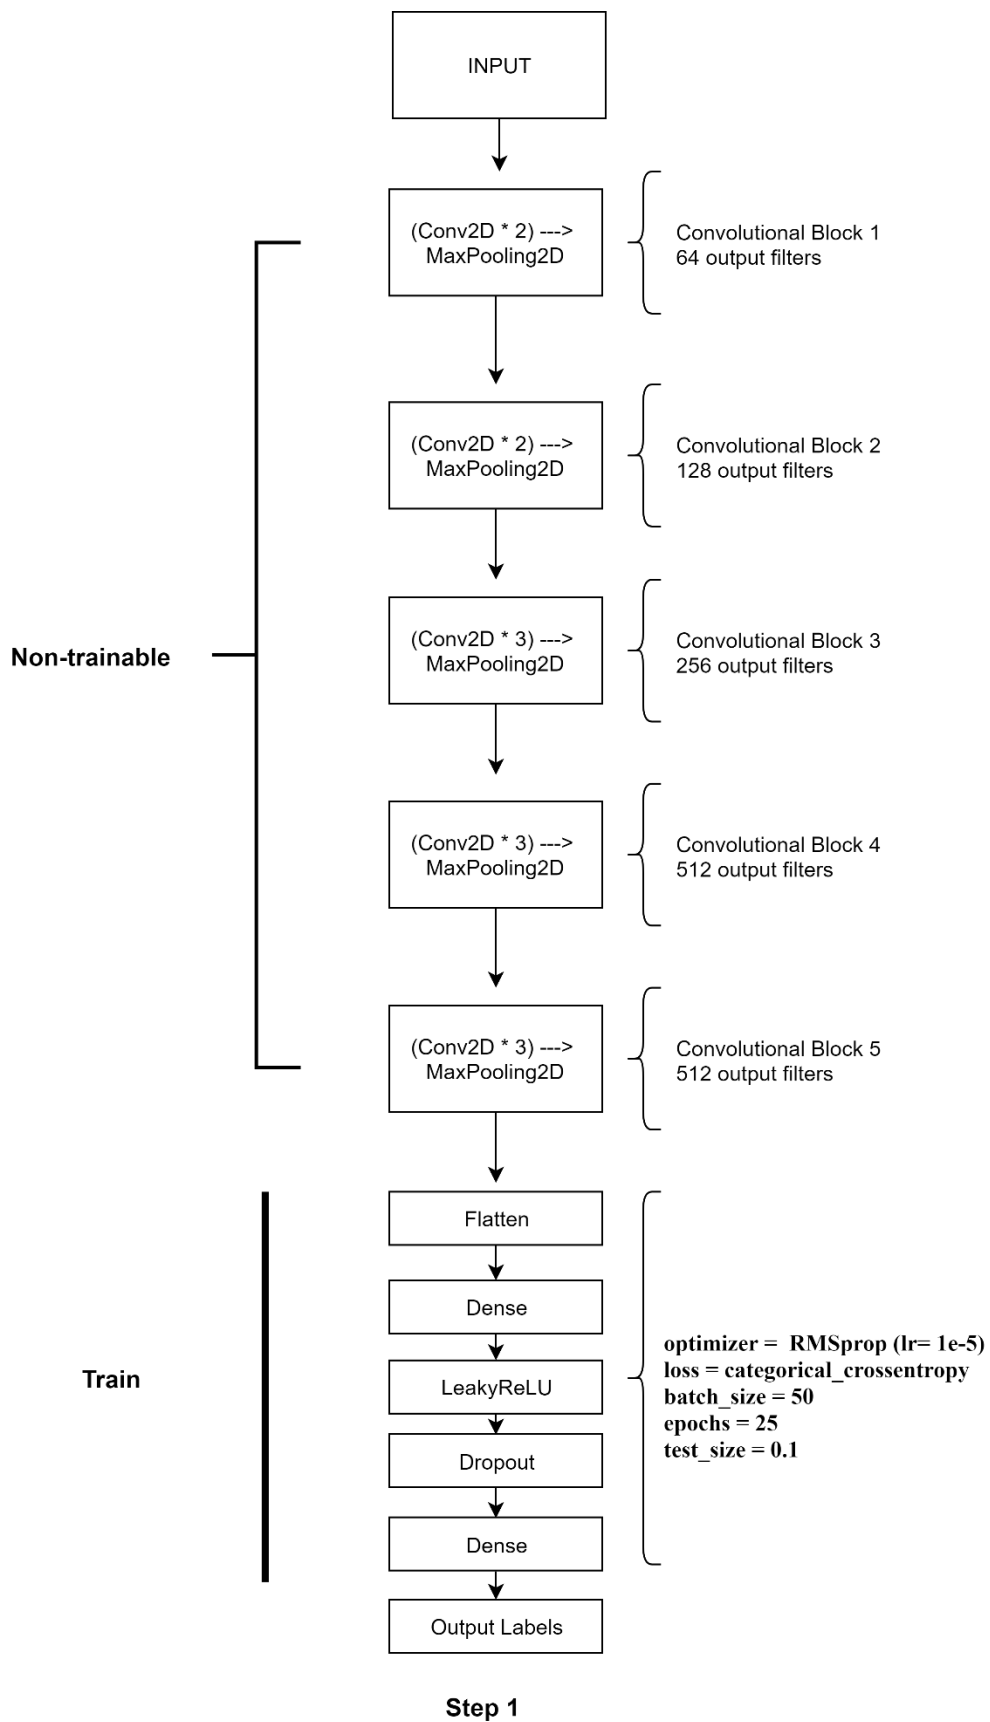 INPUT
(Conv2D * 2) --->
MaxPooling2D
Convolutional Block 1
64 output filters
(Conv2D * 2) --->
MaxPooling2D
Convolutional Block 2
128 output filters
Non-trainable
(Conv2D * 3) --->
MaxPooling2D
Convolutional Block 3
256 output filters
(Conv2D * 3) --->
MaxPooling2D
Convolutional Block 4
512 output filters
(Conv2D * 3) --->
MaxPooling2D
Convolutional Block 5
512 output filters
Train
Flatten
Dense
LeakyReLU
Dropout
Dense
optimizer = RMSprop (lr= 1e-5)
loss = categorical_crossentropy
batch_size = 50
epochs = 25
test_size = 0.1
Output Labels
Step 1